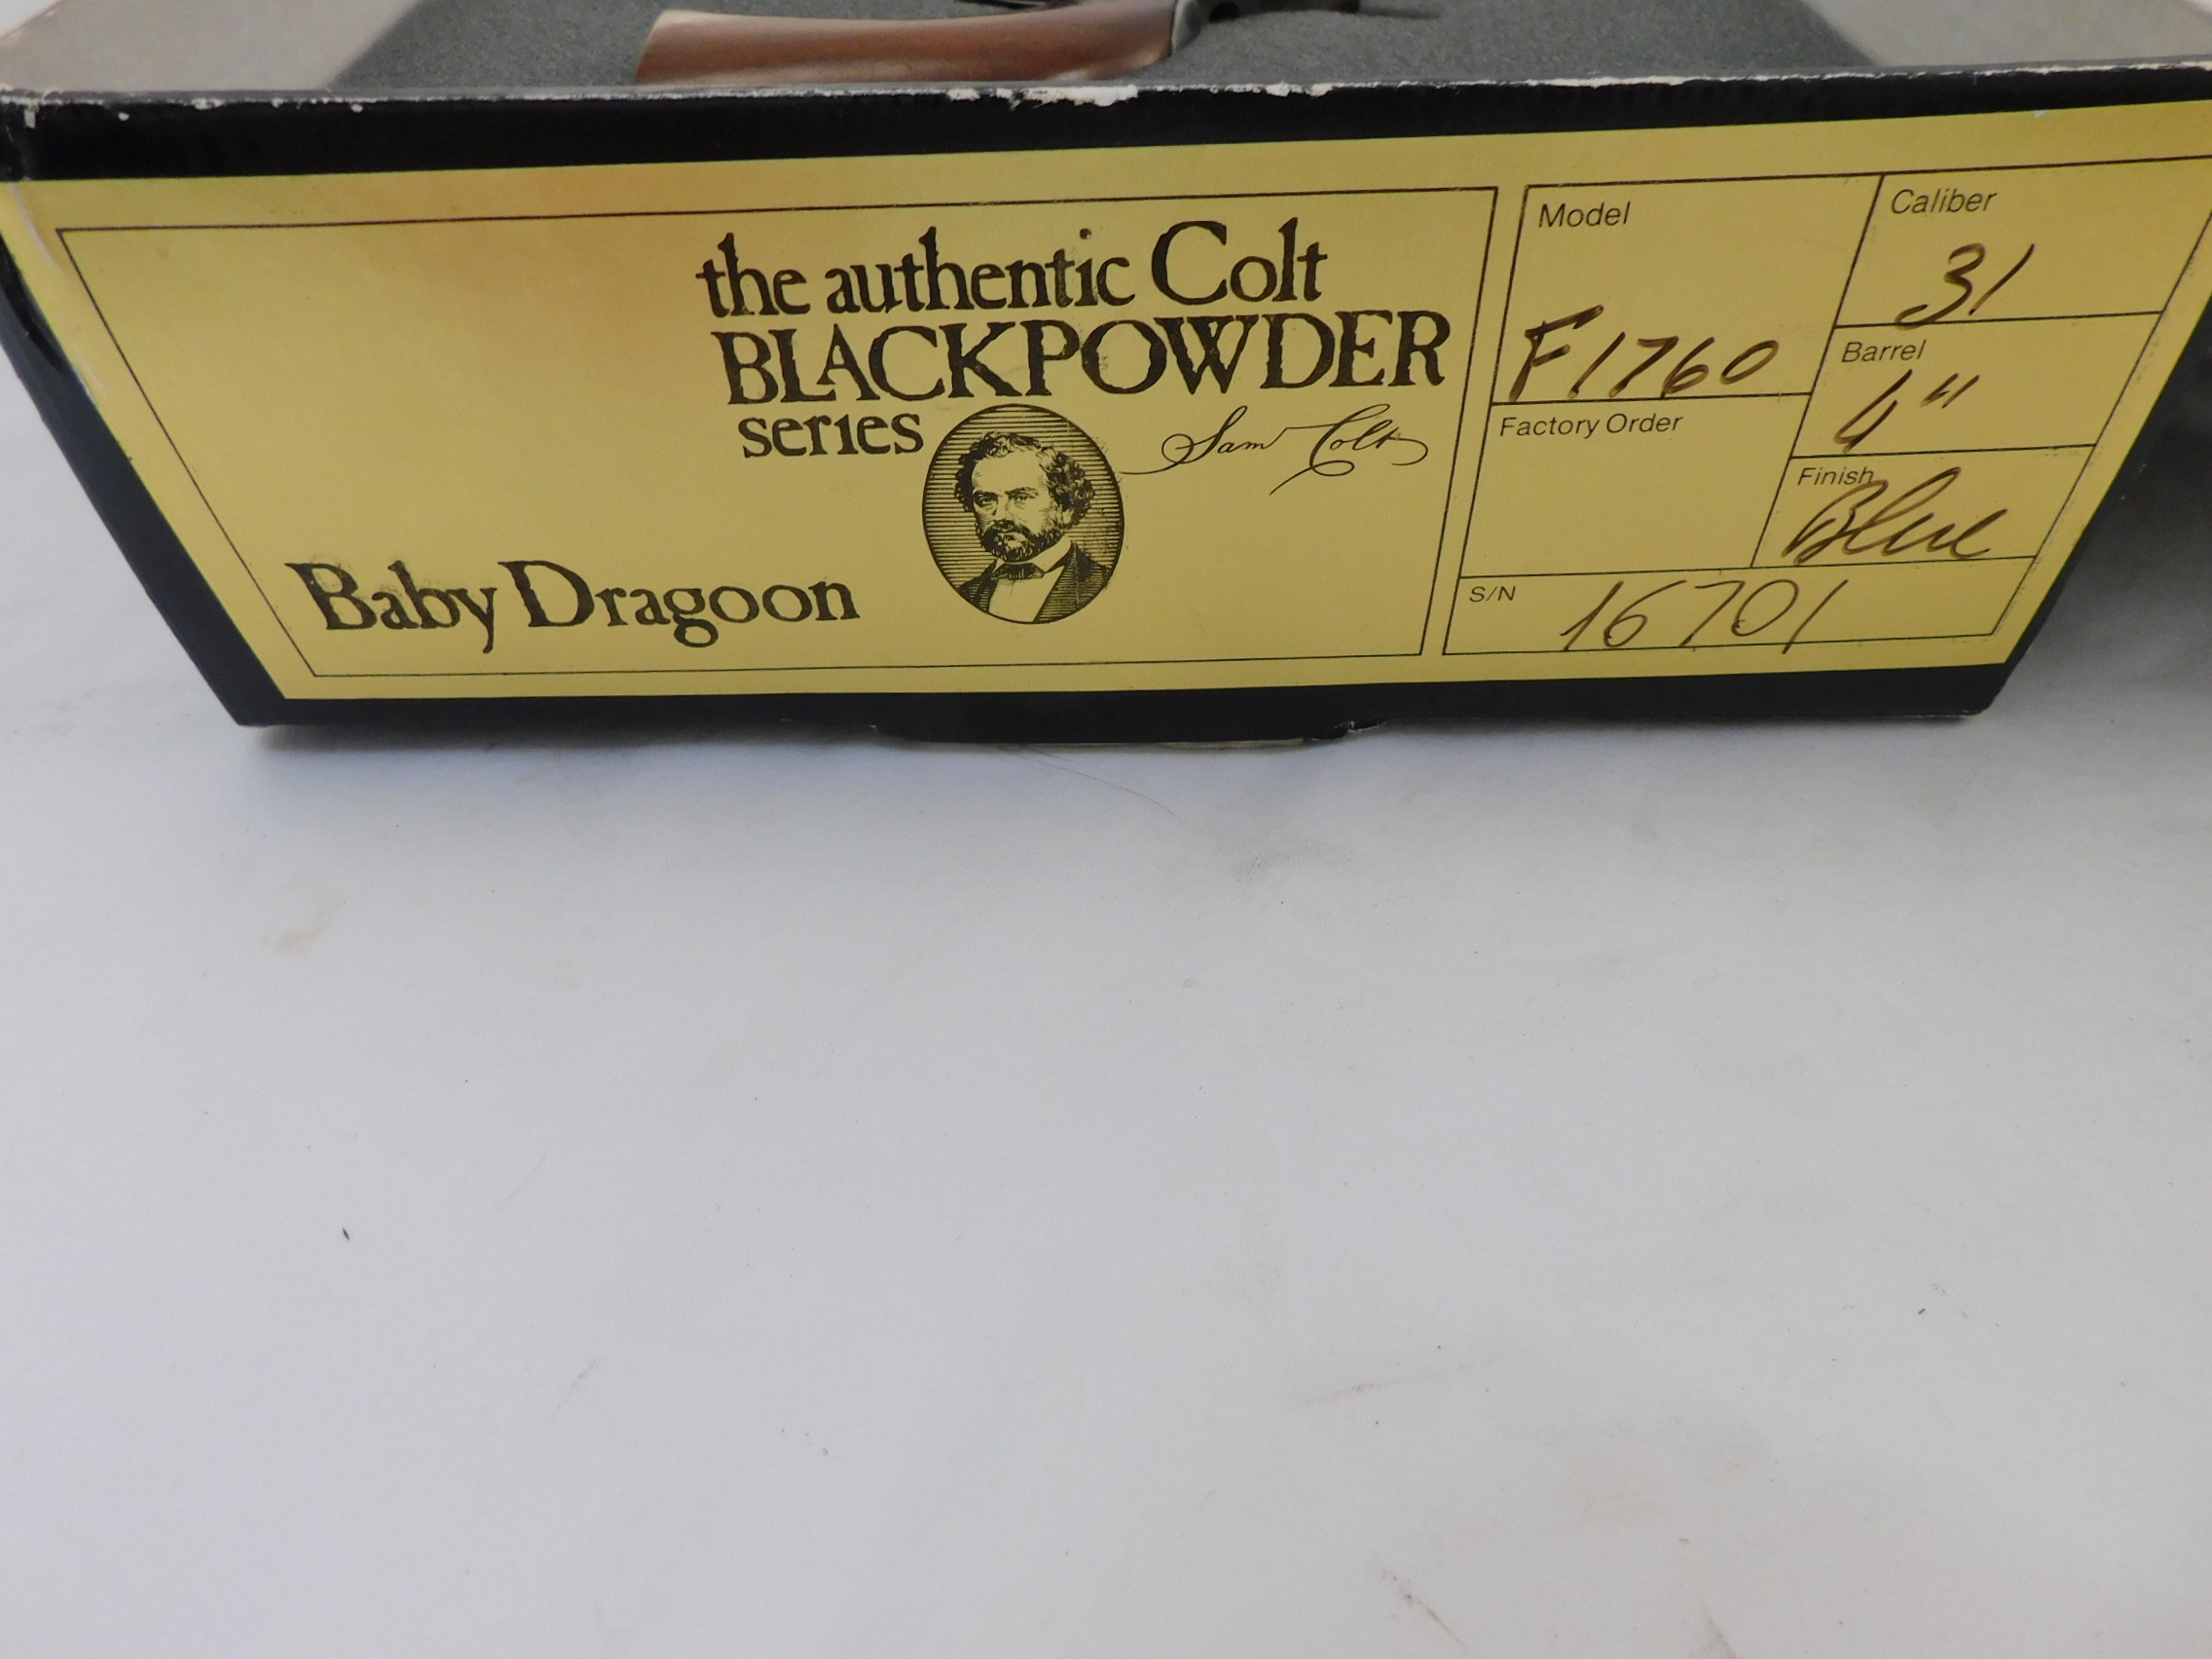 the authentic Colt
BLACKPOWDER
series
Sam Colt
Baby Dragoon
Model
F1760
Caliber
31
Barrel
4"
Factory Order
Finish
Blue
S/N
16701